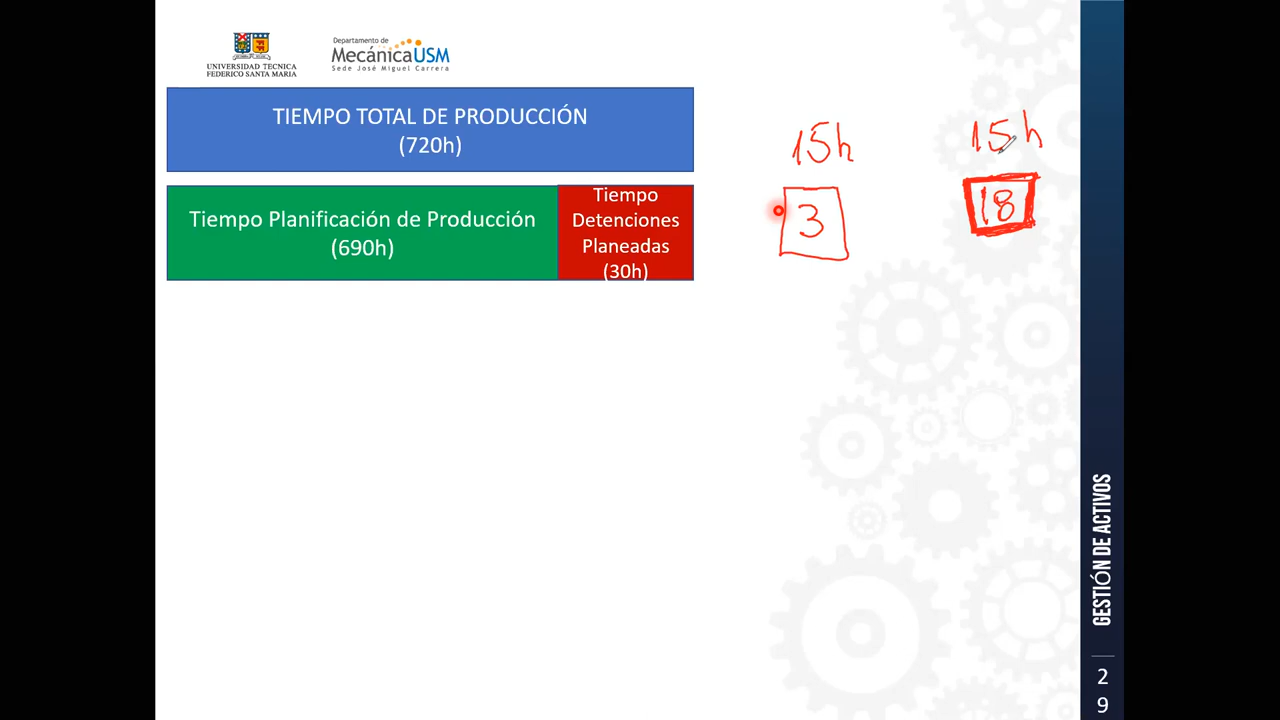 UNIVERSIDAD TECNICA
FEDERICO SANTA MARIA
Departamento de
MecánicaUSM
Sede José Miguel Carrera
TIEMPO TOTAL DE PRODUCCIÓN
(720h)
Tiempo Planificación de Producción
(690h)
Tiempo
Detenciones
Planeadas
(30h)
15h
3
15h
18
GESTIÓN DE ACTIVOS
2
9